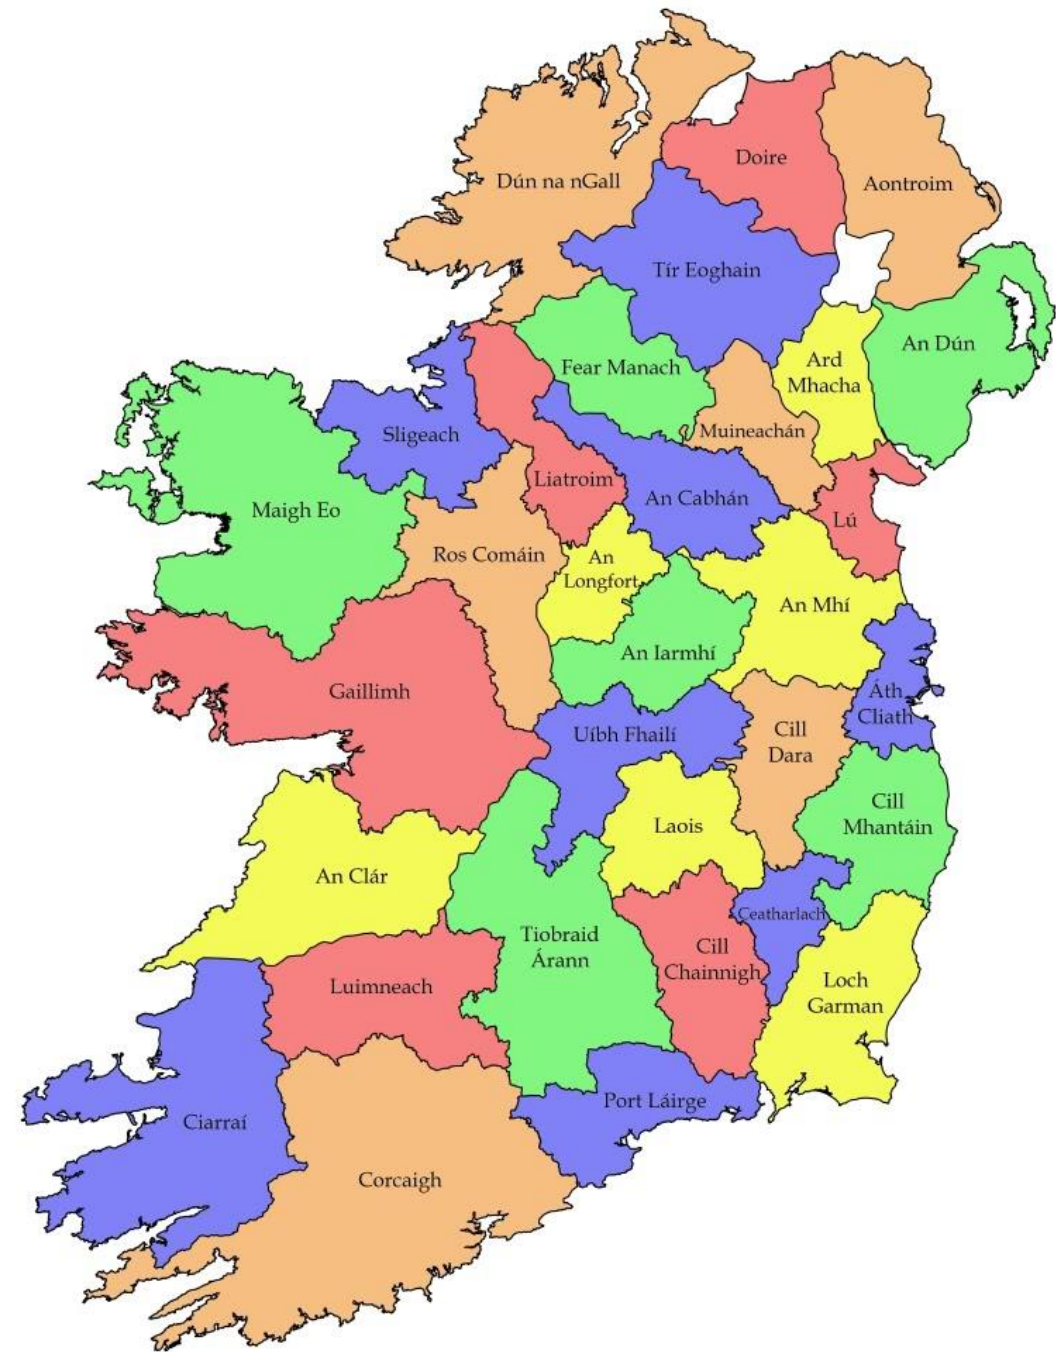 Doire
Dún na nGall
Aontroim
Tír Eoghain
An Dún
Ard
Mhacha
Fear Manach
Muineachán
Sligeach
Liatroim
An Cabhán
Maigh Eo
Lú
Ros Comáin
An
Longfort
An Mhí
An Iarmhí
Gaillimh
Áth
Cliath
Uíbh Fhailí
Cill
Dara
Cill
Mhantáin
Laois
An Clár
Ceatharlach
Tiobraid
Árann
Cill
Chainnigh
Luimneach
Loch
Garman
Port Láirge
Ciarraí
Corcaigh